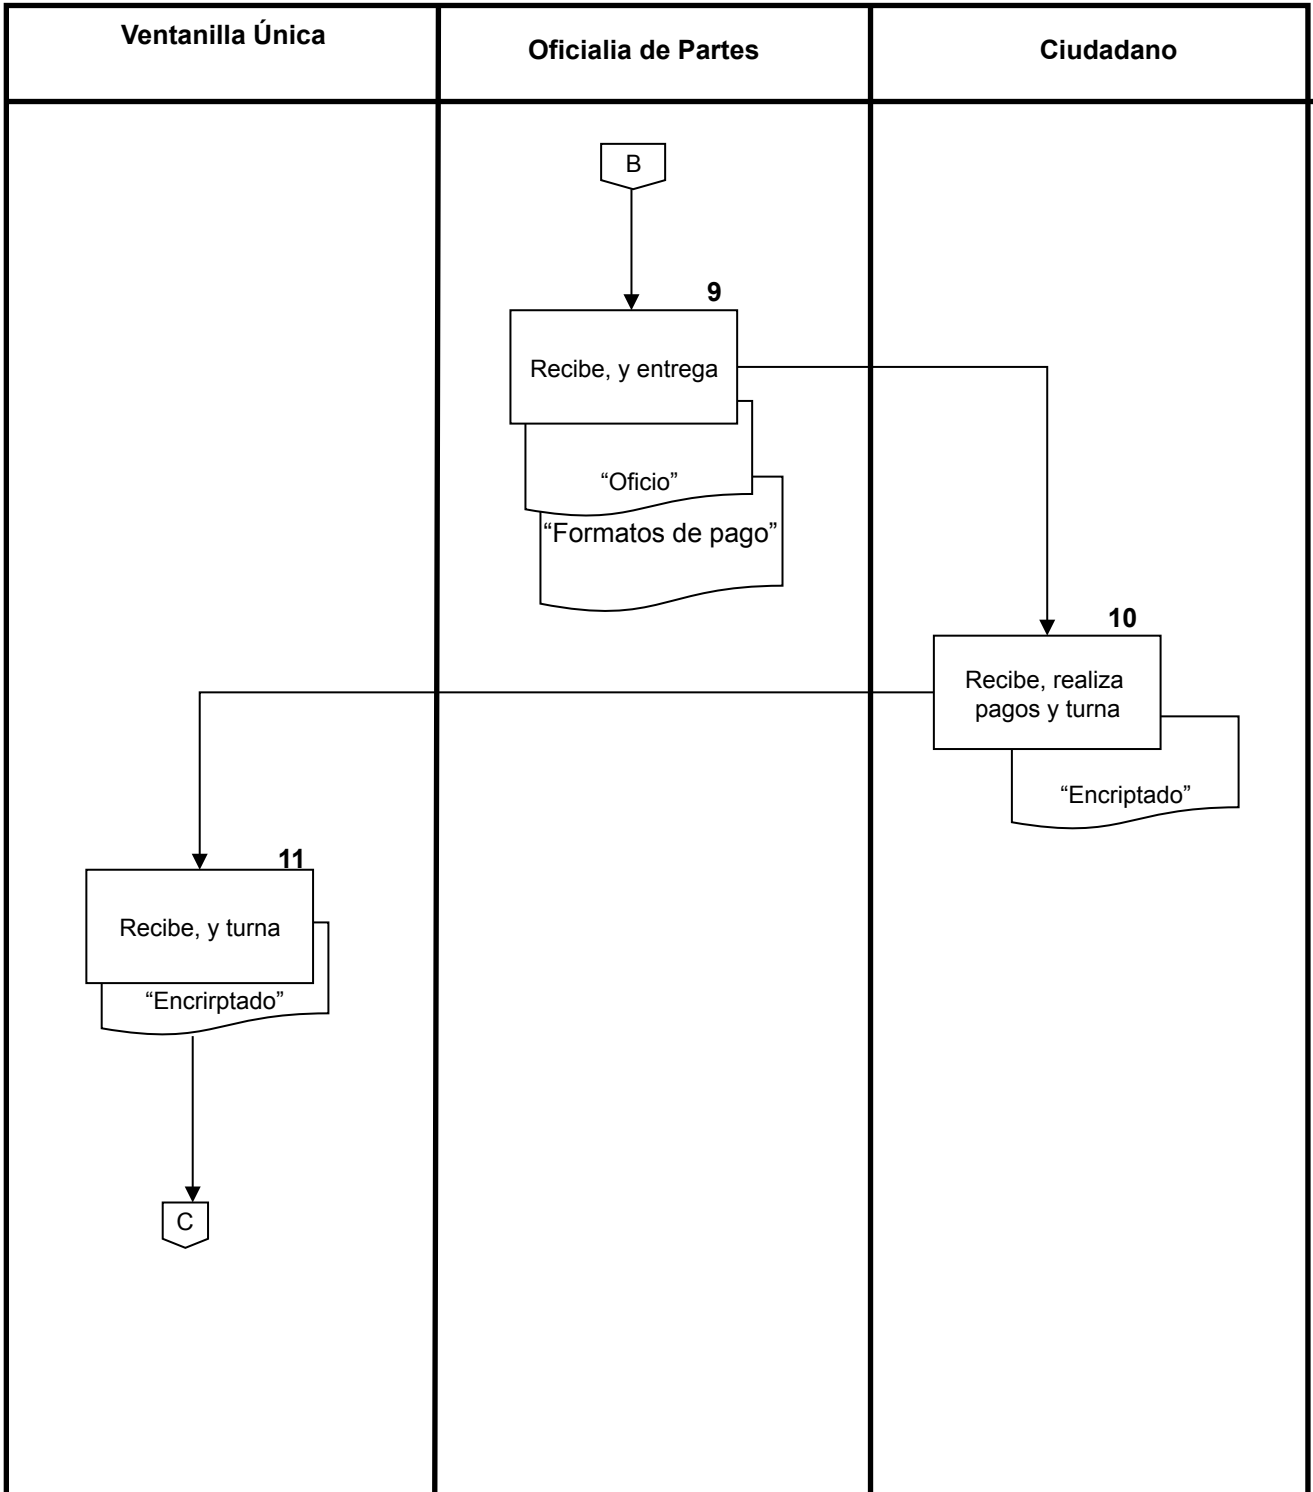 Ventanilla Única
Oficialia de Partes
Ciudadano
B
9
Recibe, y entrega
“Oficio”
“Formatos de pago”
10
Recibe, realiza
pagos y turna
“Encriptado”
11
Recibe, y turna
“Encrirptado”
C